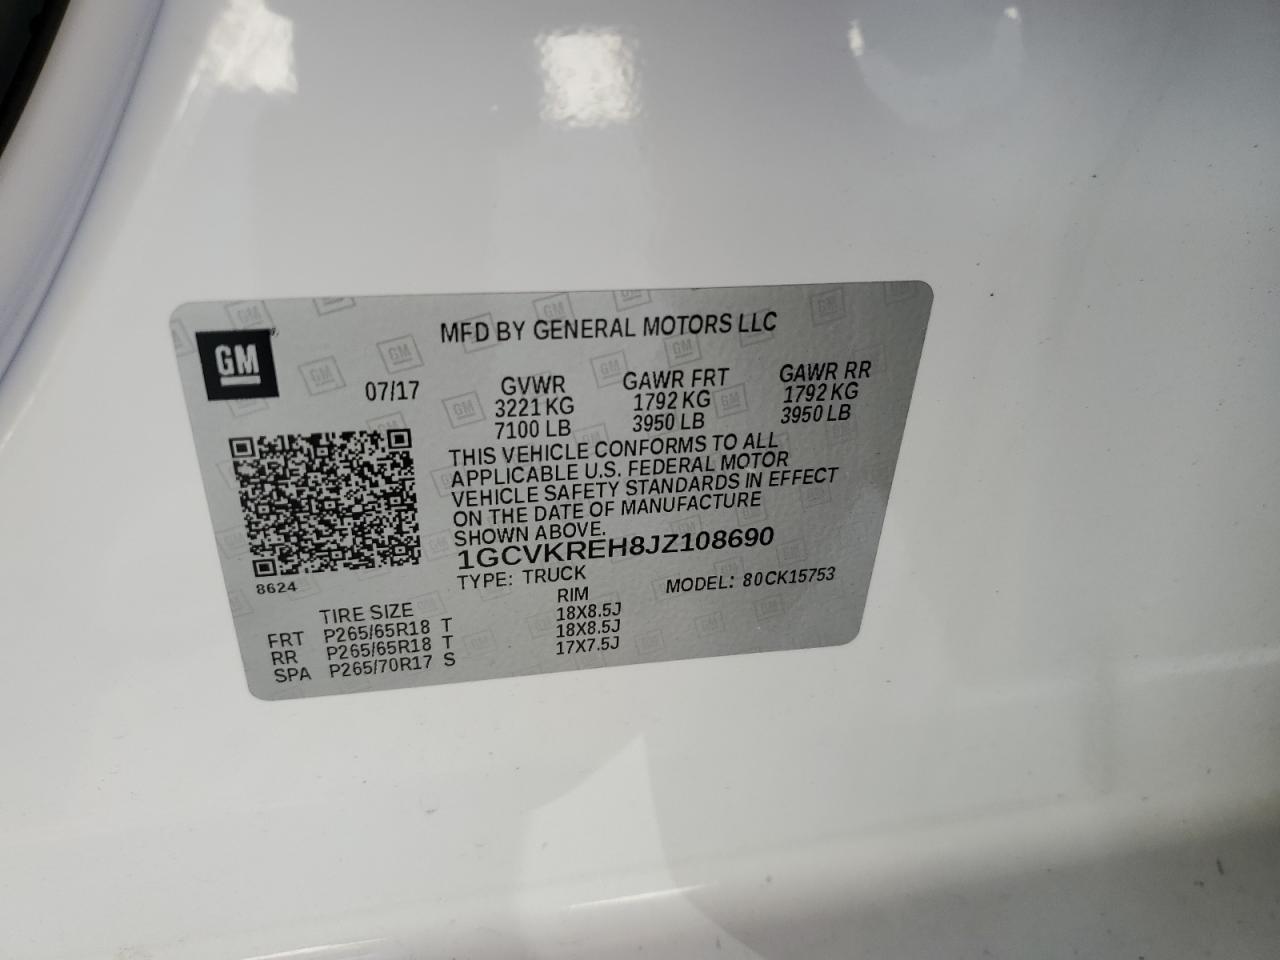 GM
MFD BY GENERAL MOTORS LLC
07/17
GVWR GAWR FRT GAWR RR
3221 KG 1792 KG 1792 KG
7100 LB 3950 LB 3950 LB
THIS VEHICLE CONFORMS TO ALL
APPLICABLE U.S. FEDERAL MOTOR
VEHICLE SAFETY STANDARDS IN EFFECT
ON THE DATE OF MANUFACTURE
SHOWN ABOVE.
1GCVKREH8JZ108690
8624
TYPE: TRUCK MODEL: 80CK15753
TIRE SIZE RIM
FRT P265/65R18 T 18X8.5J
RR P265/65R18 T 18X8.5J
SPA P265/70R17 S 17X7.5J